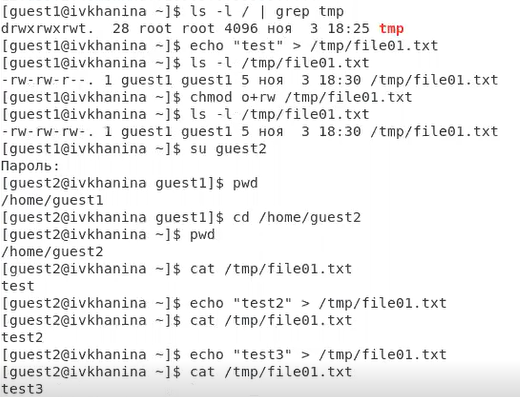 [guest1@ivkhanina ~]$ ls -l / | grep tmp
drwxrwxrwt.  28 root root 4096 ноя  3 18:25 tmp
[guest1@ivkhanina ~]$ echo "test" > /tmp/file01.txt
[guest1@ivkhanina ~]$ ls -l /tmp/file01.txt
-rw-rw-r--. 1 guest1 guest1 5 ноя  3 18:30 /tmp/file01.txt
[guest1@ivkhanina ~]$ chmod o+rw /tmp/file01.txt
[guest1@ivkhanina ~]$ ls -l /tmp/file01.txt
-rw-rw-rw-. 1 guest1 guest1 5 ноя  3 18:30 /tmp/file01.txt
[guest1@ivkhanina ~]$ su guest2
Пароль:
[guest2@ivkhanina guest1]$ pwd
/home/guest1
[guest2@ivkhanina guest1]$ cd /home/guest2
[guest2@ivkhanina ~]$ pwd
/home/guest2
[guest2@ivkhanina ~]$ cat /tmp/file01.txt
test
[guest2@ivkhanina ~]$ echo "test2" > /tmp/file01.txt
[guest2@ivkhanina ~]$ cat /tmp/file01.txt
test2
[guest2@ivkhanina ~]$ echo "test3" > /tmp/file01.txt
[guest2@ivkhanina ~]$ cat /tmp/file01.txt
test3